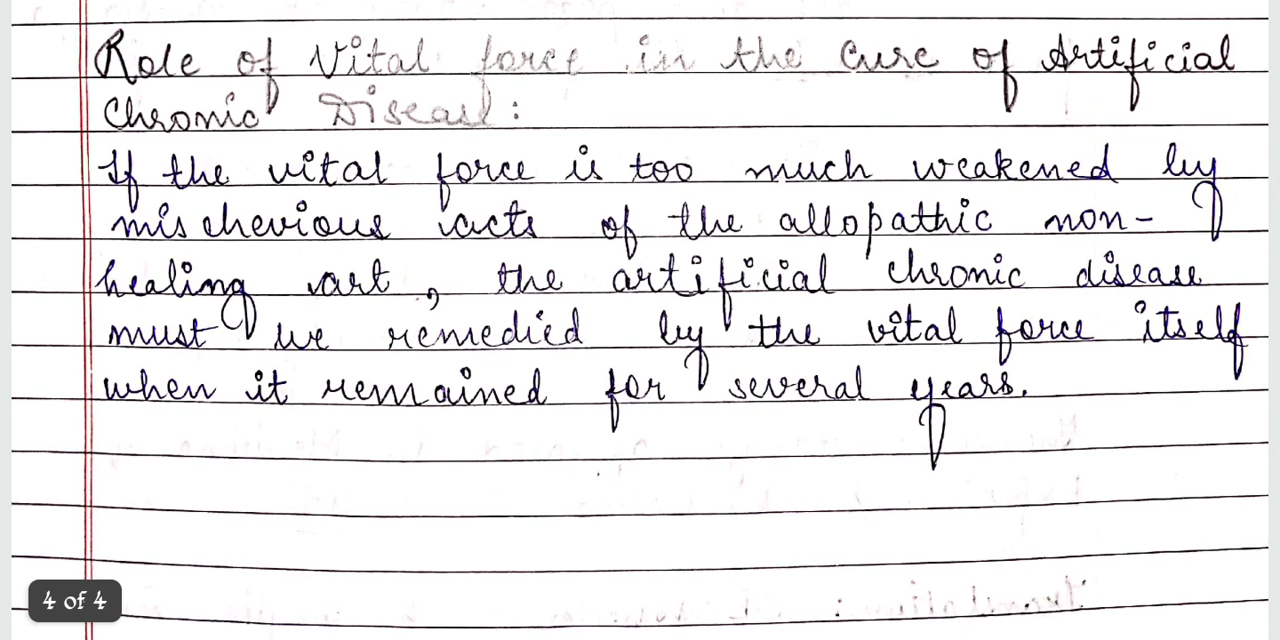 Role of Vital force in the Cure of Artificial
Chronic Disease:
If the vital force is too much weakened by
mischevious acts of the allopathic non-
healing art, the artificial chronic disease
must be remedied by the vital force itself
when it remained for several years.
4 of 4